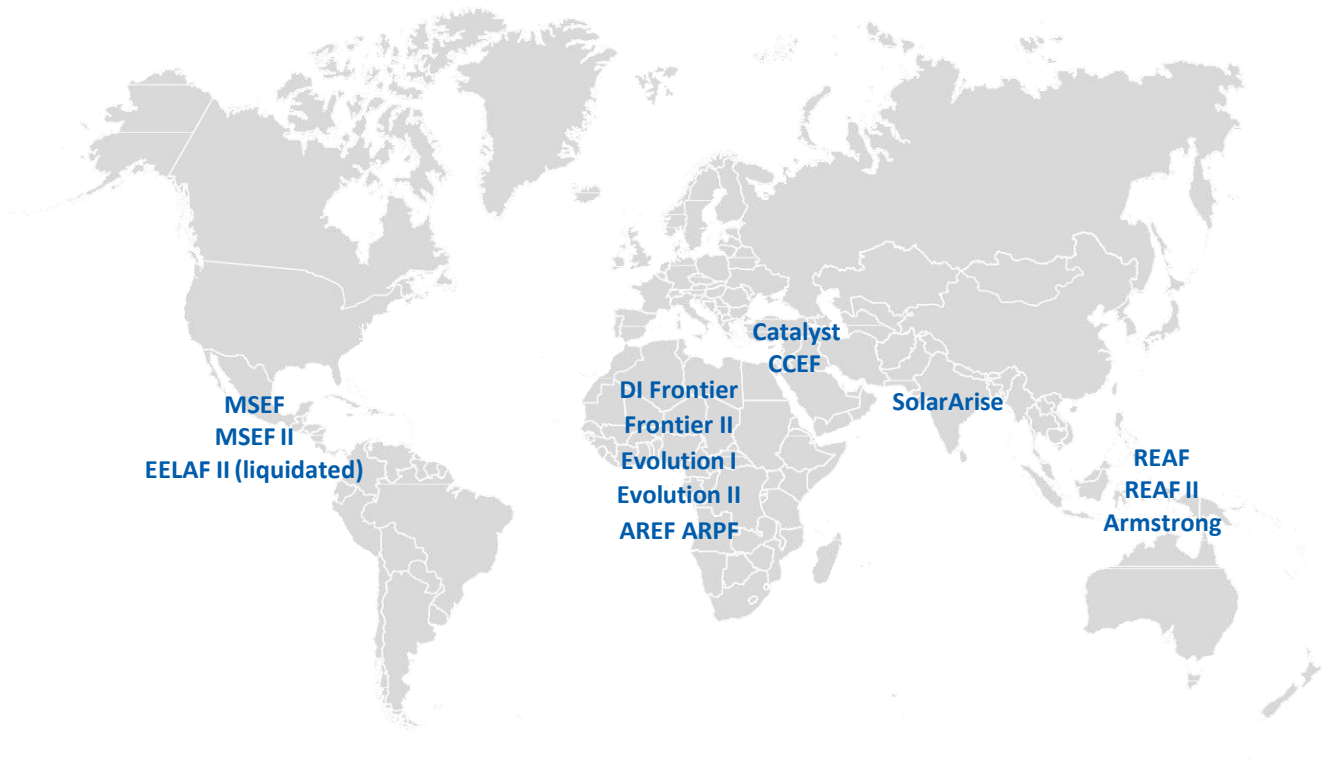 MSEF
MSEF II
EELAF II (liquidated)
DI Frontier
Frontier II
Evolution I
Evolution II
AREF ARPF
Catalyst
CCEF
SolarArise
REAF
REAF II
Armstrong